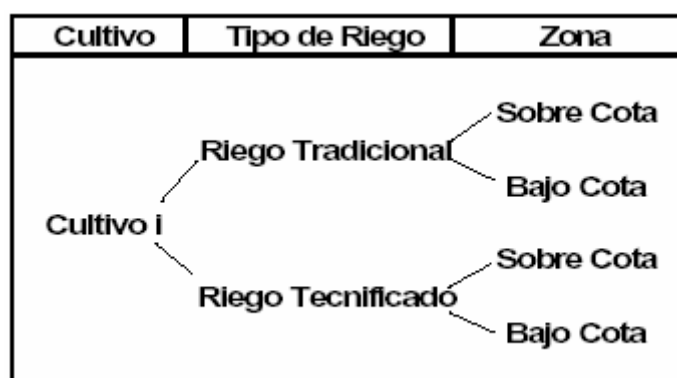 Cultivo Tipo de Riego Zona
Sobre Cota
Riego Tradicional
Bajo Cota
Cultivo i
Sobre Cota
Riego Tecnificado
Bajo Cota